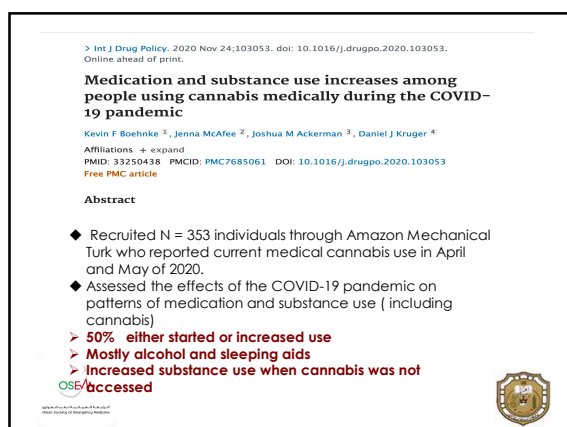 > Int J Drug Policy. 2020 Nov 24;103053. doi: 10.1016/j.drugpo.2020.103053.
Online ahead of print.
Medication and substance use increases among
people using cannabis medically during the COVID-
19 pandemic
Kevin F Boehnke 1, Jenna McAfee 2, Joshua M Ackerman 3, Daniel J Kruger 4
Affiliations + expand
PMID: 33250438 PMCID: PMC7685061 DOI: 10.1016/j.drugpo.2020.103053
Free PMC article
Abstract
◆ Recruited N = 353 individuals through Amazon Mechanical
Turk who reported current medical cannabis use in April
and May of 2020.
◆ Assessed the effects of the COVID-19 pandemic on
patterns of medication and substance use ( including
cannabis)
➢ 50% either started or increased use
➢ Mostly alcohol and sleeping aids
➢ Increased substance use when cannabis was not
accessed
OSEM
Oman Society of Emergency Medicine